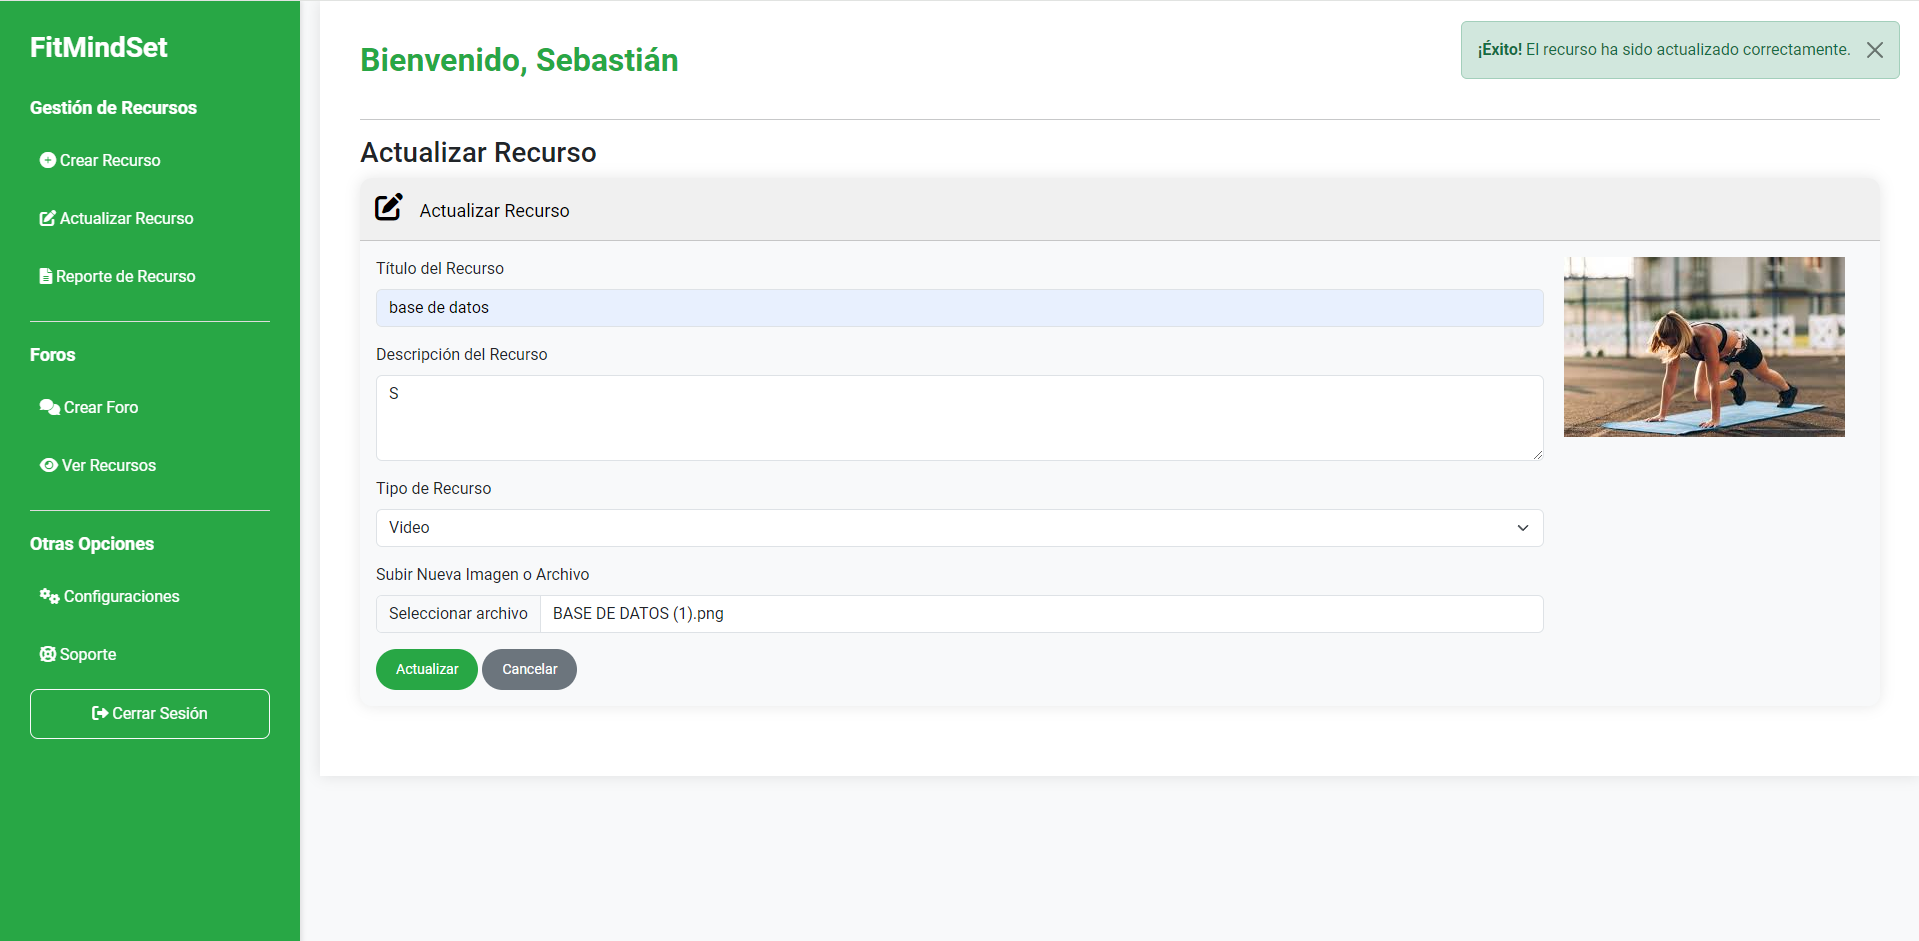 FitMindSet
Gestión de Recursos
Crear Recurso
Actualizar Recurso
Reporte de Recurso
Foros
Crear Foro
Ver Recursos
Otras Opciones
Configuraciones
Soporte
Cerrar Sesión
Bienvenido, Sebastián
¡Éxito! El recurso ha sido actualizado correctamente.
Actualizar Recurso
Actualizar Recurso
Título del Recurso
base de datos
Descripción del Recurso
S
Tipo de Recurso
Video
Subir Nueva Imagen o Archivo
Seleccionar archivo BASE DE DATOS (1).png
Actualizar Cancelar